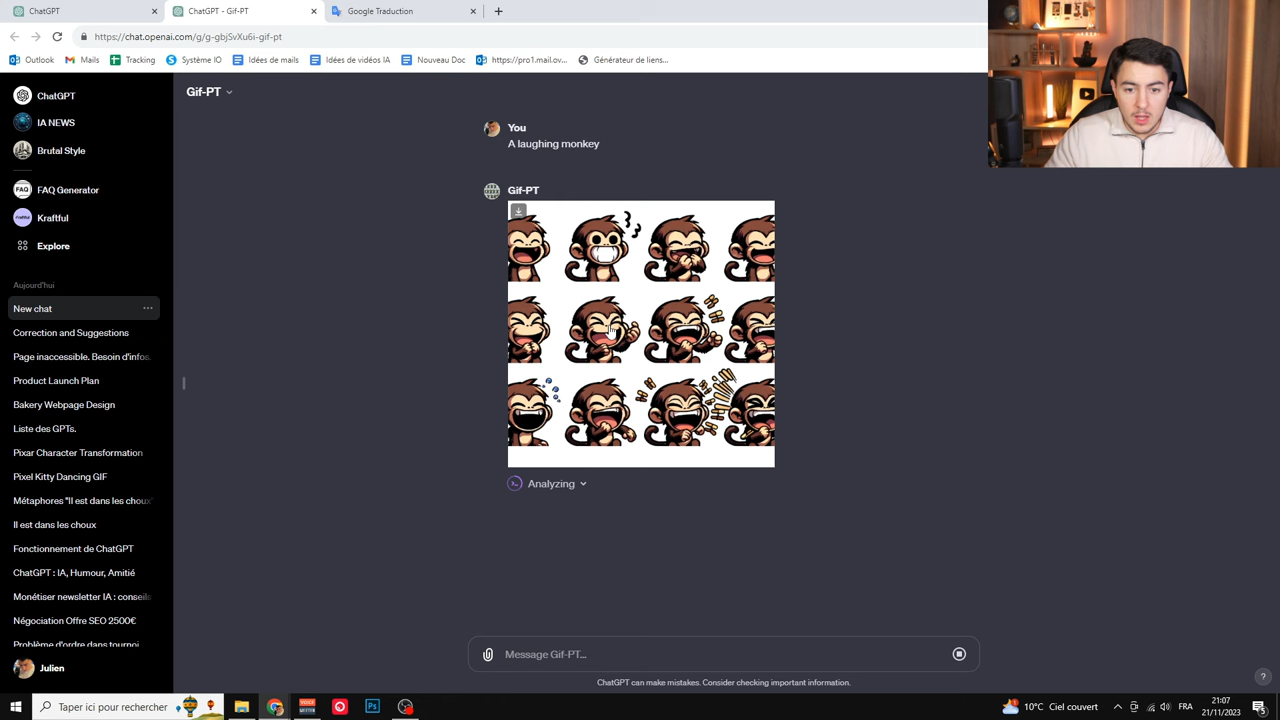 ChatGPT
ChatGPT - Gif-PT
Google Traduction
https://chat.openai.com/g/g-gbjSvXu6i-gif-pt
Outlook
Mails
Tracking
Système IO
Idées de mails
Idées de vidéos IA
Nouveau Doc
https://pro1.mail.ov...
Générateur de liens...
ChatGPT
IA NEWS
Brutal Style
FAQ
FAQ Generator
Kraftful
Kraftful
Explore
Aujourd'hui
New chat
Correction and Suggestions
Page inaccessible. Besoin d'infos.
Product Launch Plan
Bakery Webpage Design
Liste des GPTs.
Pixar Character Transformation
Pixel Kitty Dancing GIF
Métaphores "Il est dans les choux"
Il est dans les choux
Fonctionnement de ChatGPT
ChatGPT : IA, Humour, Amitié
Monétiser newsletter IA : conseils
Négociation Offre SEO 2500€
Problème d'ordre dans tournoi
Julien
Gif-PT
You
A laughing monkey
Gif-PT
Analyzing
Message Gif-PT...
ChatGPT can make mistakes. Consider checking important information.
?
Taper ici pour rechercher
Ps
10°C Ciel couvert
FRA
21:07
21/11/2023